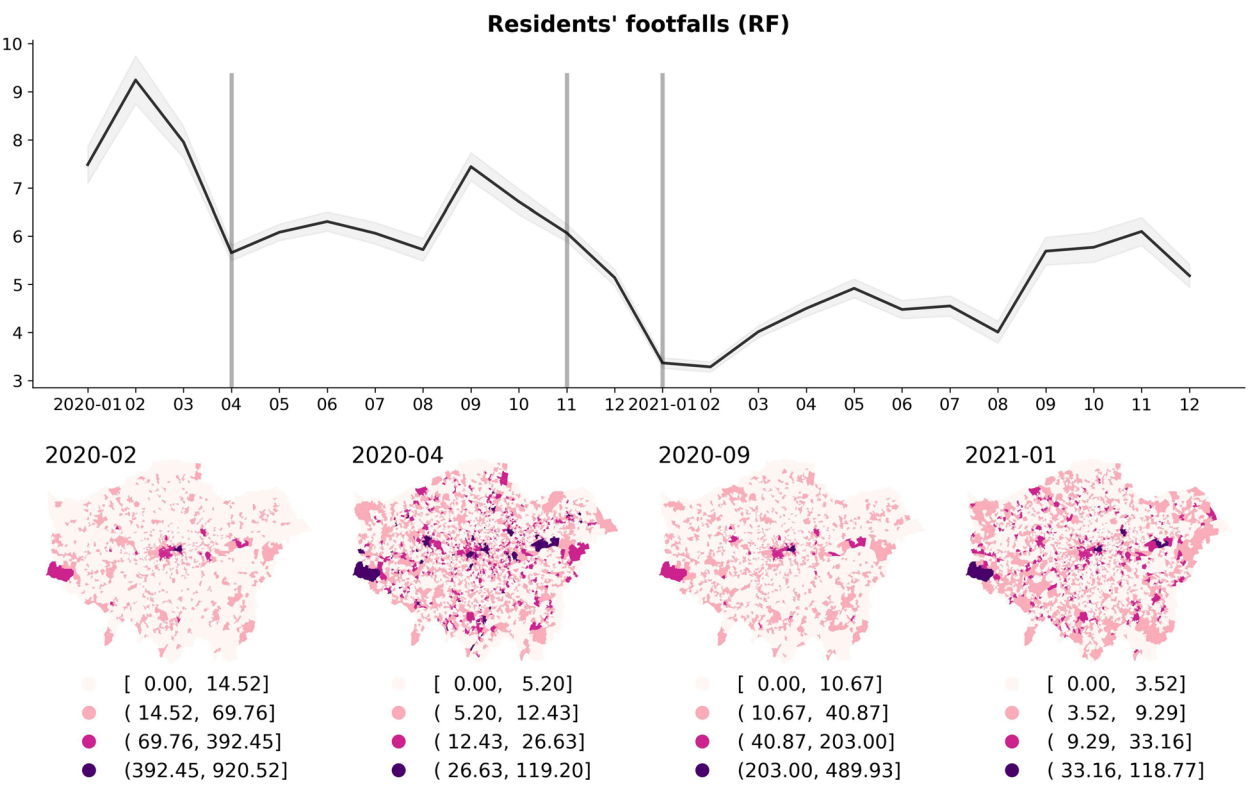 Residents' footfalls (RF)
10
9
8
7
6
5
4
3
2020-01 02 03 04 05 06 07 08 09 10 11 12 2021-01 02 03 04 05 06 07 08 09 10 11 12
2020-02 2020-04 2020-09 2021-01
[ 0.00, 14.52] [ 0.00, 5.20] [ 0.00, 10.67] [ 0.00, 3.52]
( 14.52, 69.76] ( 5.20, 12.43] ( 10.67, 40.87] ( 3.52, 9.29]
( 69.76, 392.45] ( 12.43, 26.63] ( 40.87, 203.00] ( 9.29, 33.16]
(392.45, 920.52] ( 26.63, 119.20] (203.00, 489.93] ( 33.16, 118.77]